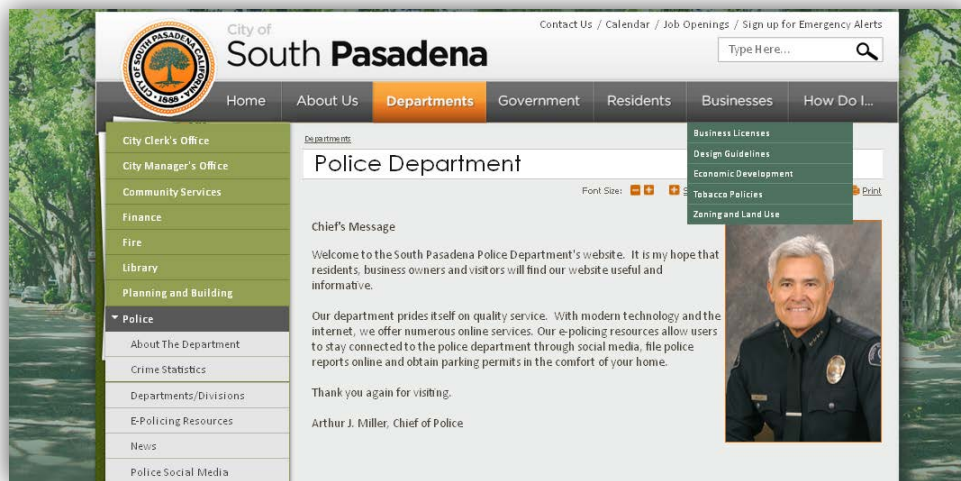 Contact Us / Calendar / Job Openings / Sign up for Emergency Alerts
CITY OF SOUTH PASADENA CALIFORNIA
1888
City of
South Pasadena
Type Here...
Home About Us Departments Government Residents Businesses How Do I...
City Clerk's Office
City Manager's Office
Community Services
Finance
Fire
Library
Planning and Building
Police
About The Department
Crime Statistics
Departments/Divisions
E-Policing Resources
News
Police Social Media
Business Licenses
Design Guidelines
Economic Development
Tobacco Policies
Zoning and Land Use
Departments
Police Department
Font Size:
Print
Chief's Message
Welcome to the South Pasadena Police Department's website. It is my hope that
residents, business owners and visitors will find our website useful and
informative.
Our department prides itself on quality service. With modern technology and the
internet, we offer numerous online services. Our e-policing resources allow users
to stay connected to the police department through social media, file police
reports online and obtain parking permits in the comfort of your home.
Thank you again for visiting.
Arthur J. Miller, Chief of Police